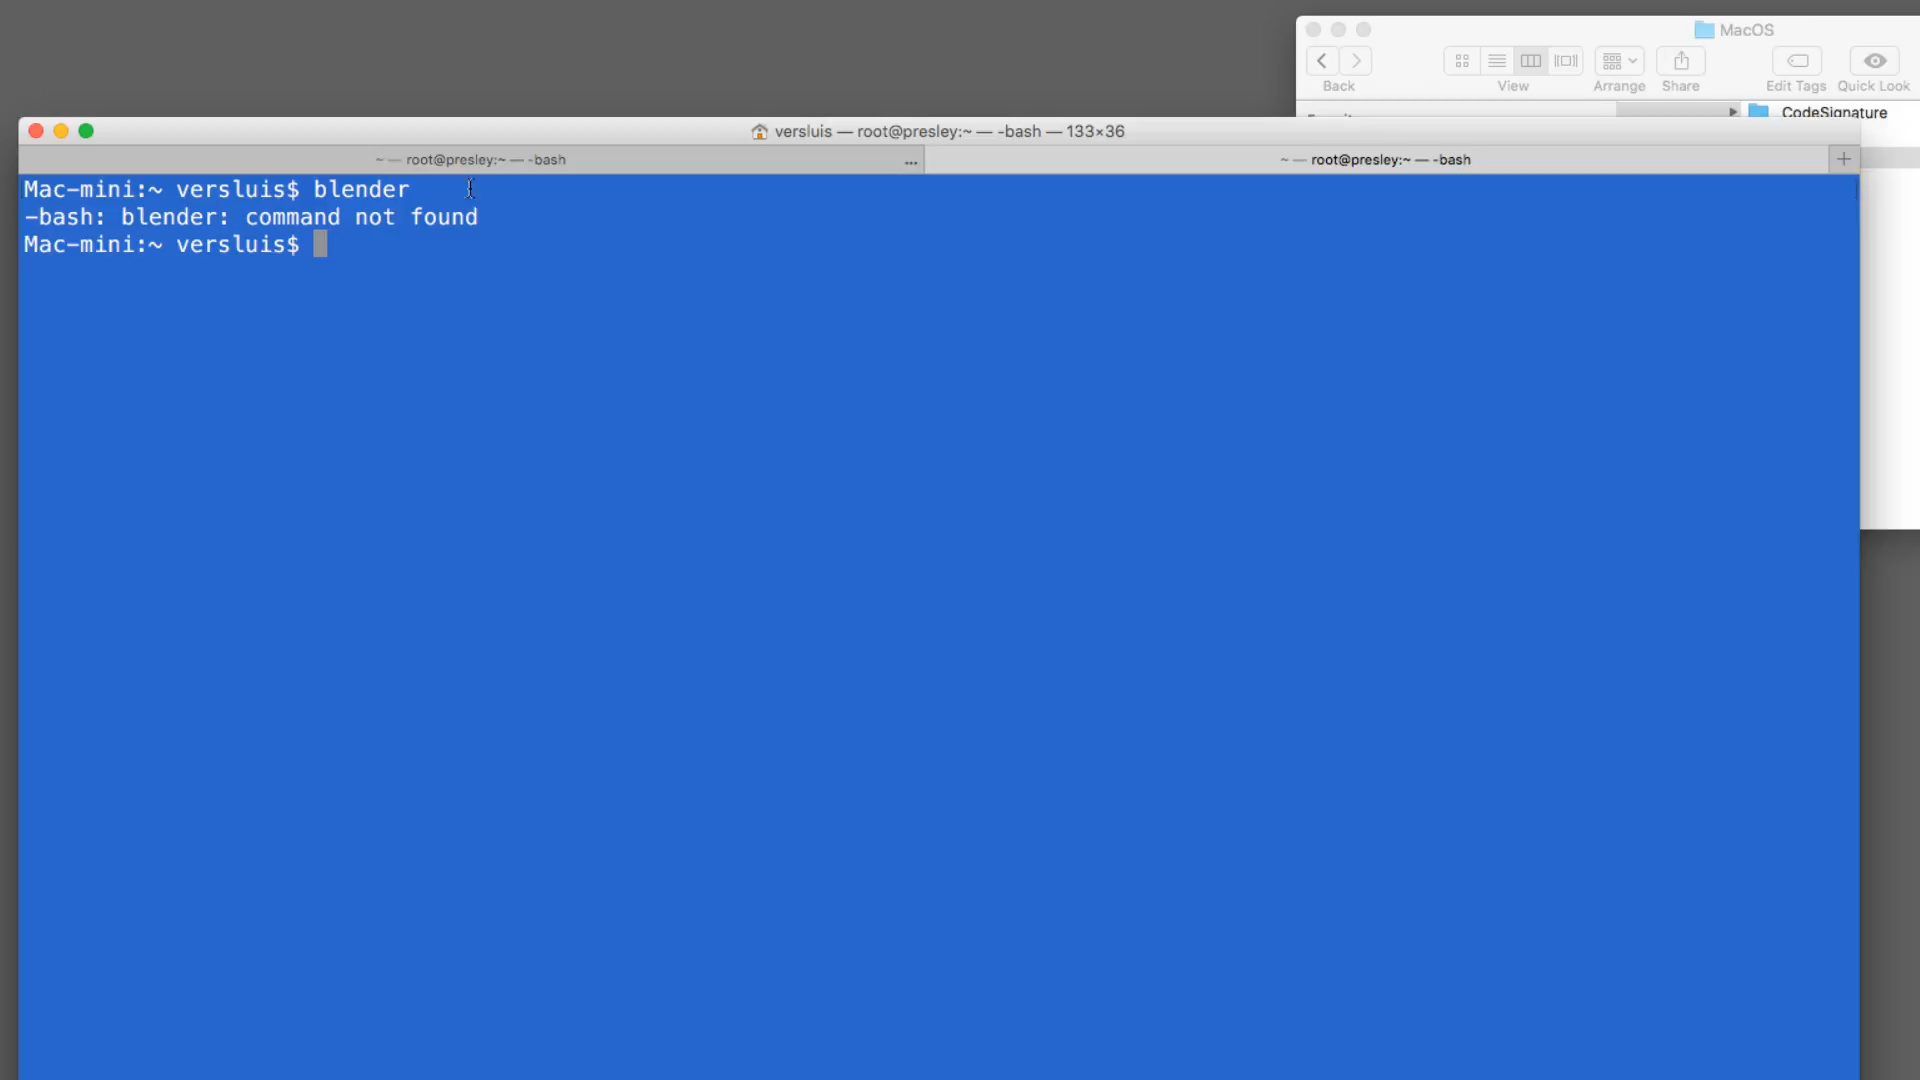 MacOS
Back
View
Arrange
Share
Edit Tags
Quick Look
CodeSignature
versluis — root@presley:~ — -bash — 133×36
~ — root@presley:~ — -bash
...
~ — root@presley:~ — -bash
Mac-mini:~ versluis$ blender
-bash: blender: command not found
Mac-mini:~ versluis$